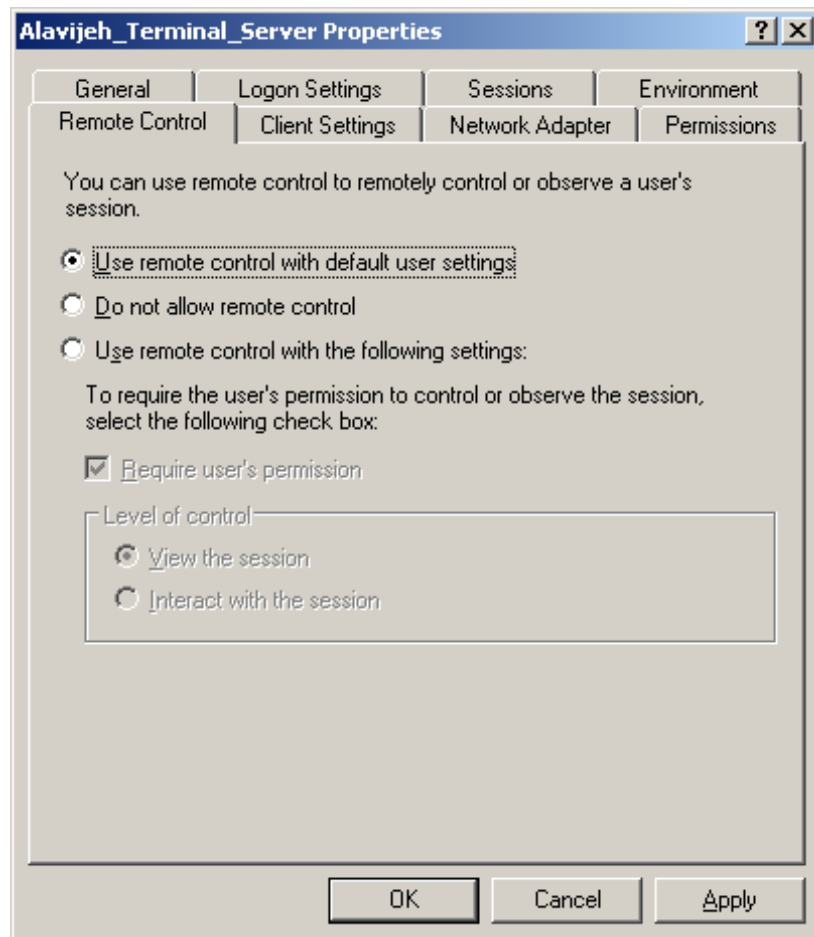 Alavijeh_Terminal_Server Properties
General Logon Settings Sessions Environment
Remote Control Client Settings Network Adapter Permissions
You can use remote control to remotely control or observe a user's
session.
Use remote control with default user settings
Do not allow remote control
Use remote control with the following settings:
To require the user's permission to control or observe the session,
select the following check box:
Require user's permission
Level of control
View the session
Interact with the session
OK Cancel Apply